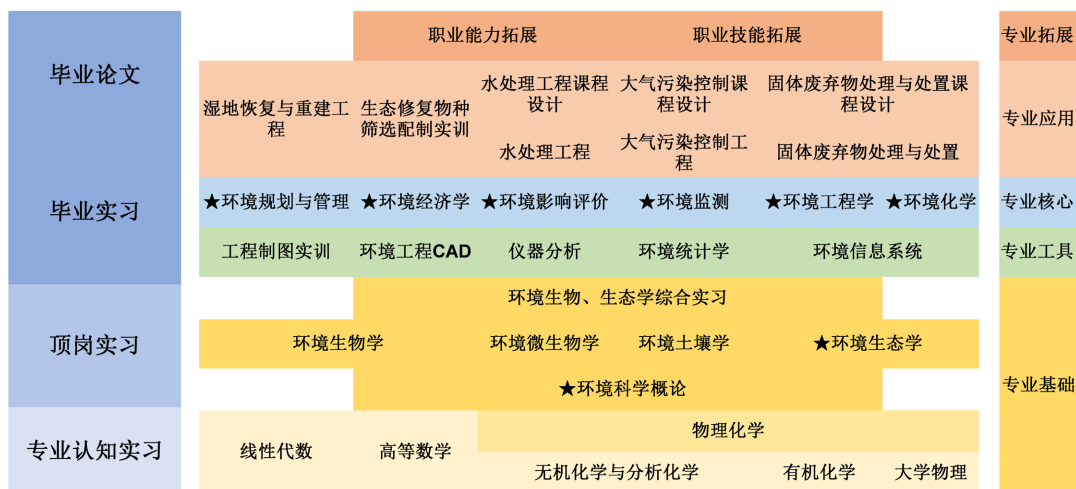 职业能力拓展 职业技能拓展 专业拓展
毕业论文
湿地恢复与重建工
程
生态修复物种
筛选配制实训
水处理工程课程
设计
大气污染控制课
程设计
固体废弃物处理与处置课
程设计
水处理工程
大气污染控制工
程
固体废弃物处理与处置
专业应用
毕业实习
★环境规划与管理 ★环境经济学 ★环境影响评价 ★环境监测 ★环境工程学 ★环境化学 专业核心
工程制图实训 环境工程CAD 仪器分析 环境统计学 环境信息系统 专业工具
环境生物、生态学综合实习
顶岗实习
环境生物学 环境微生物学 环境土壤学 ★环境生态学
★环境科学概论
专业基础
专业认知实习
线性代数 高等数学
物理化学
无机化学与分析化学 有机化学 大学物理